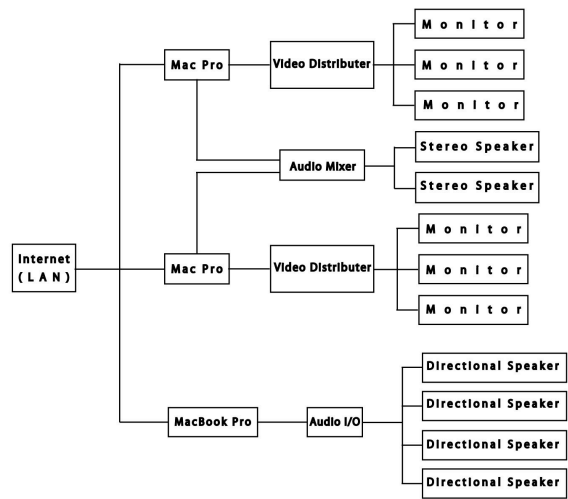 Monitor
Mac Pro
Video Distributer
Monitor
Monitor
Stereo Speaker
Audio Mixer
Stereo Speaker
Monitor
Internet
(LAN)
Mac Pro
Video Distributer
Monitor
Monitor
Directional Speaker
Directional Speaker
MacBook Pro
Audio I/O
Directional Speaker
Directional Speaker